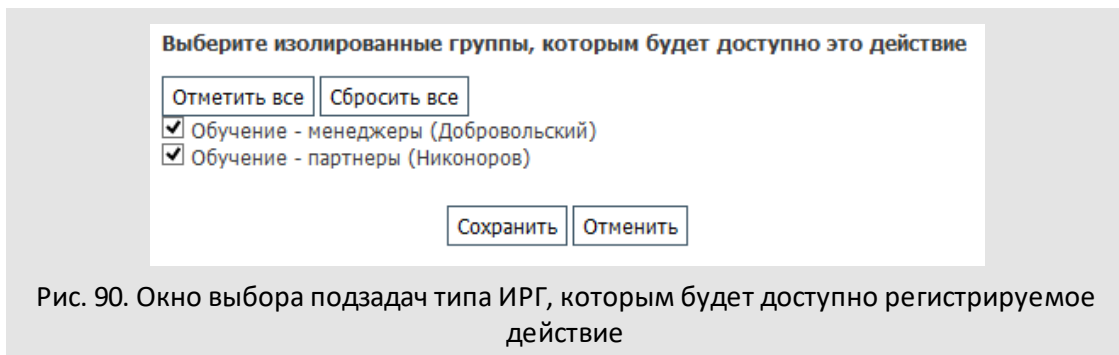 Выберите изолированные группы, которым будет доступно это действие
Отметить все Сбросить все
Обучение - менеджеры (Добровольский)
Обучение - партнеры (Никоноров)
Сохранить Отменить
Рис. 90. Окно выбора подзадач типа ИРГ, которым будет доступно регистрируемое
действие